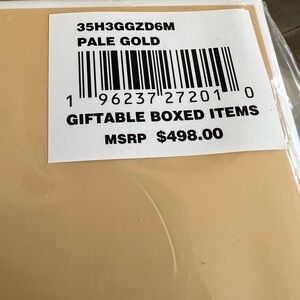 35H3GGZD6M
PALE GOLD
1 96237 27201 0
GIFTABLE BOXED ITEMS
MSRP $498.00